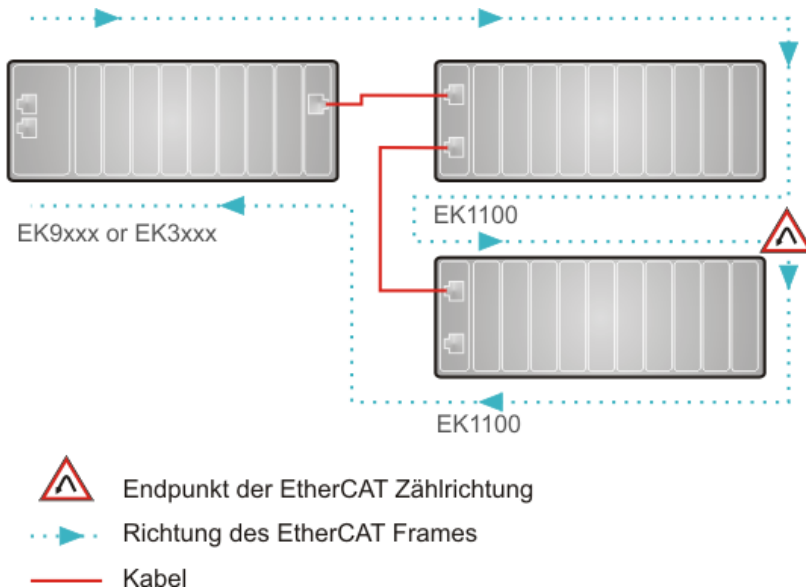 EK1100
EK9xxx or EK3xxx
EK1100
Endpunkt der EtherCAT Zählrichtung
Richtung des EtherCAT Frames
Kabel